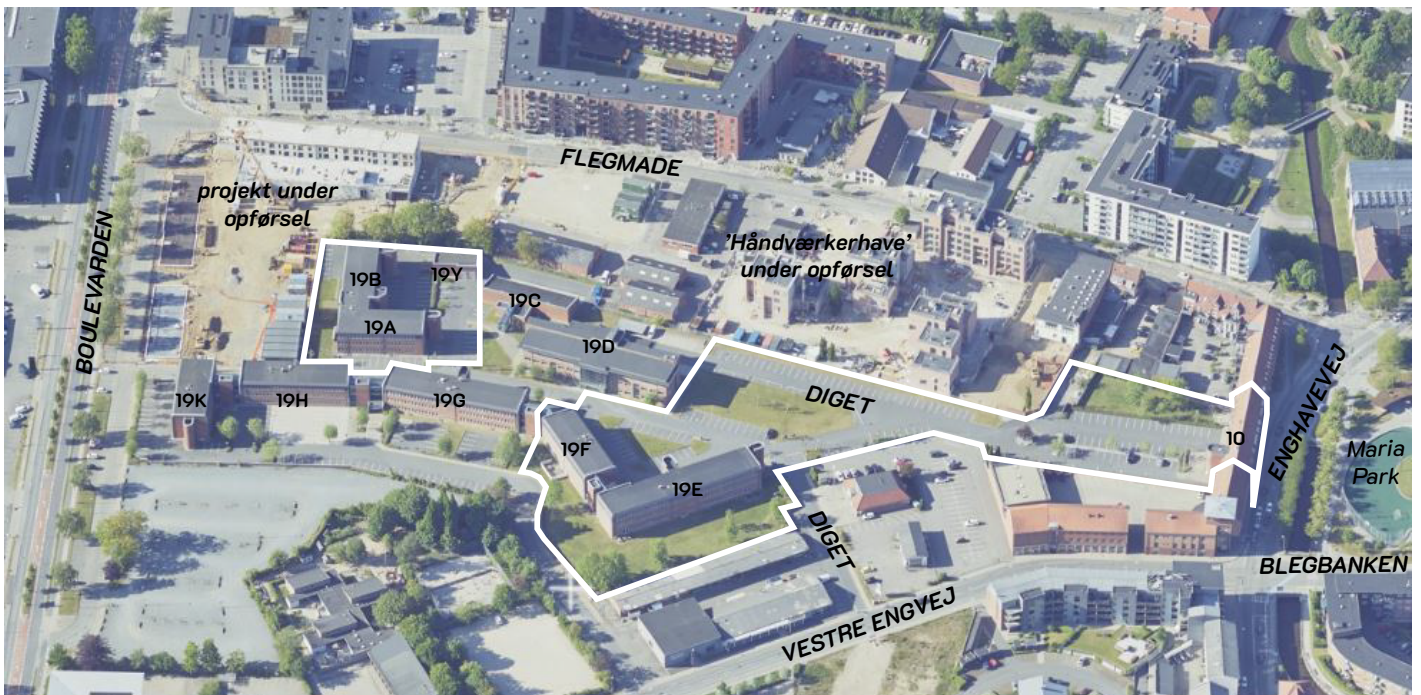 FLEGMADE
projekt under
opførsel
BOULEVARDEN
'Håndværkerhave'
under opførsel
19B
19Y
19C
19A
19D
19K
19H
19G
DIGET
ENGHAVEVEJ
10
19F
19E
Maria
Park
DIGET
BLEGBANKEN
VESTRE ENGVEJ